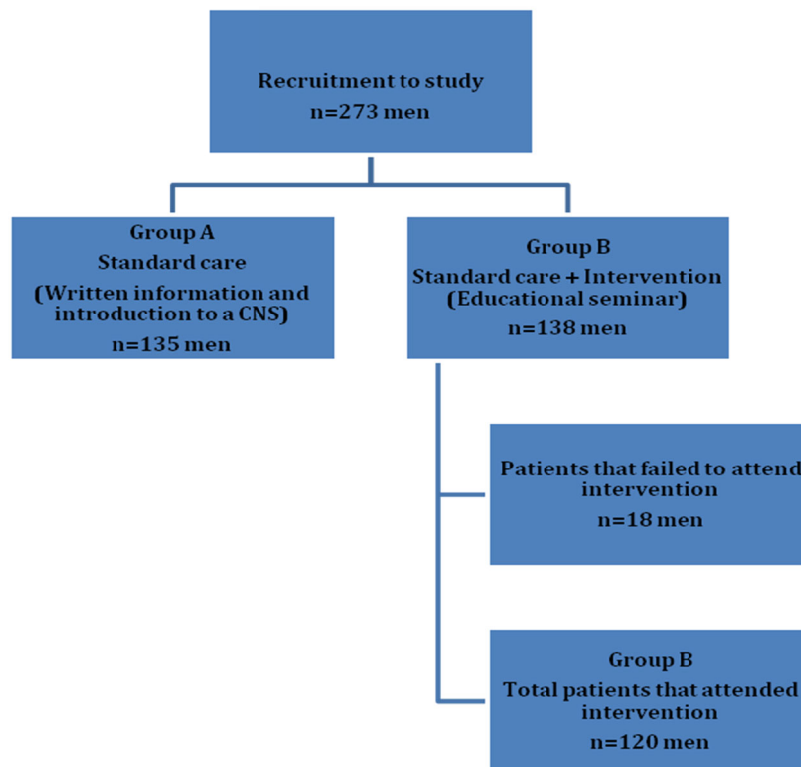 Recruitment to study
n=273 men
Group A
Standard care
(Written information and
introduction to a CNS)
n=135 men
Group B
Standard care + Intervention
(Educational seminar)
n=138 men
Patients that failed to attend
intervention
n=18 men
Group B
Total patients that attended
intervention
n=120 men